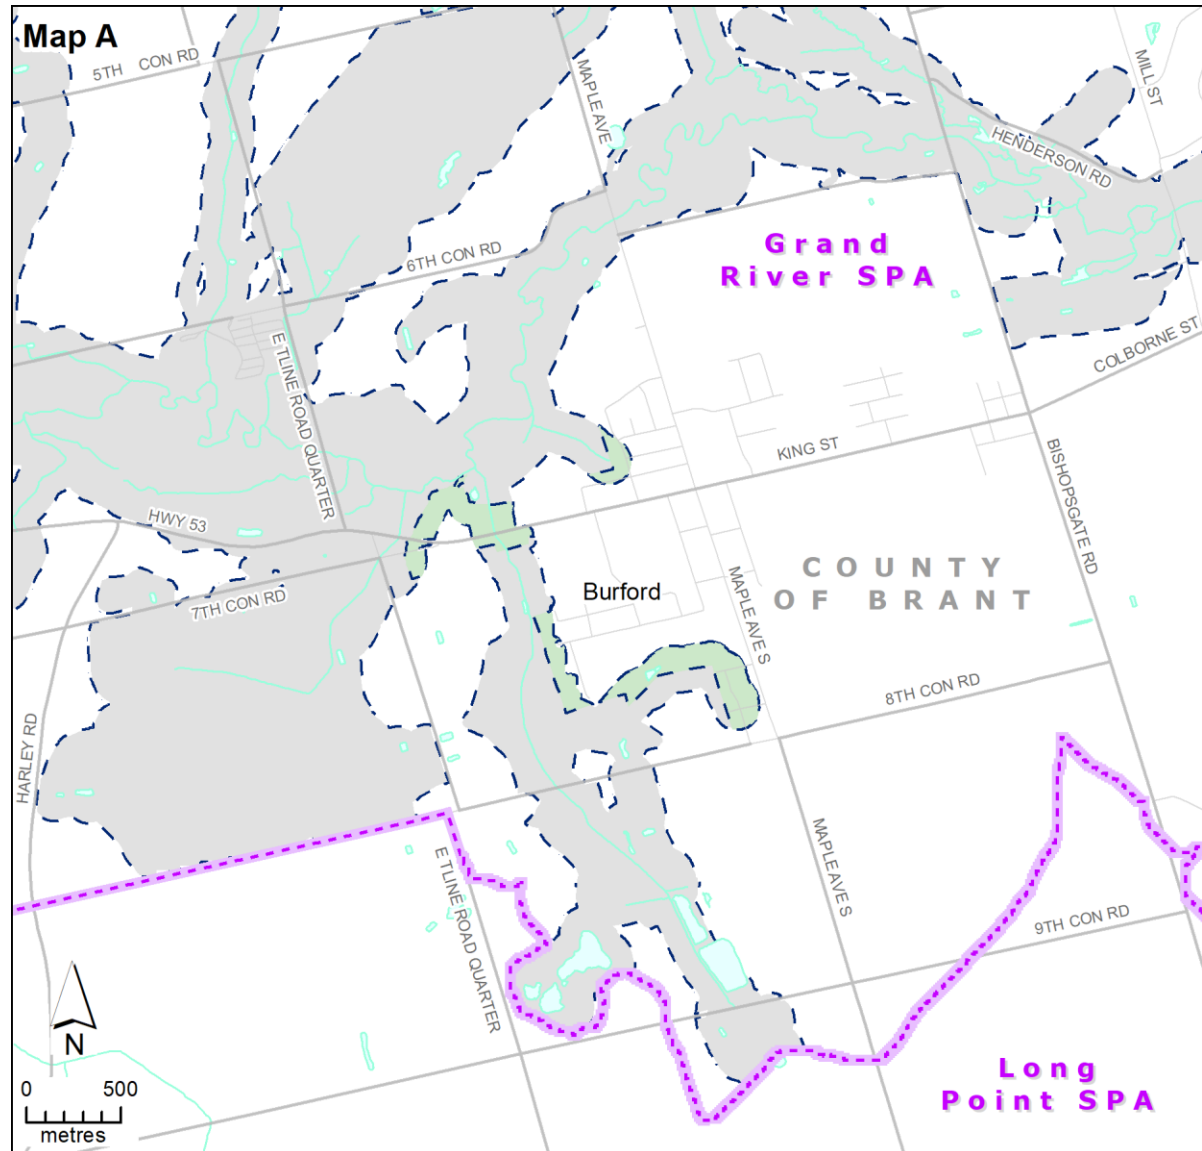 Map A
5TH CON RD
MAPLE AVE
MILL ST
HENDERSON RD
Grand
River SPA
6TH CON RD
E TLINE ROAD QUARTER
COLBORNE ST
KING ST
BISHOPSGATE RD
HWY 53
COUNTY
OF BRANT
Burford
7TH CON RD
MAPLE AVE S
8TH CON RD
HARLEY RD
MAPLE AVE S
E TLINE ROAD QUARTER
9TH CON RD
N
Long
Point SPA
0 500
metres